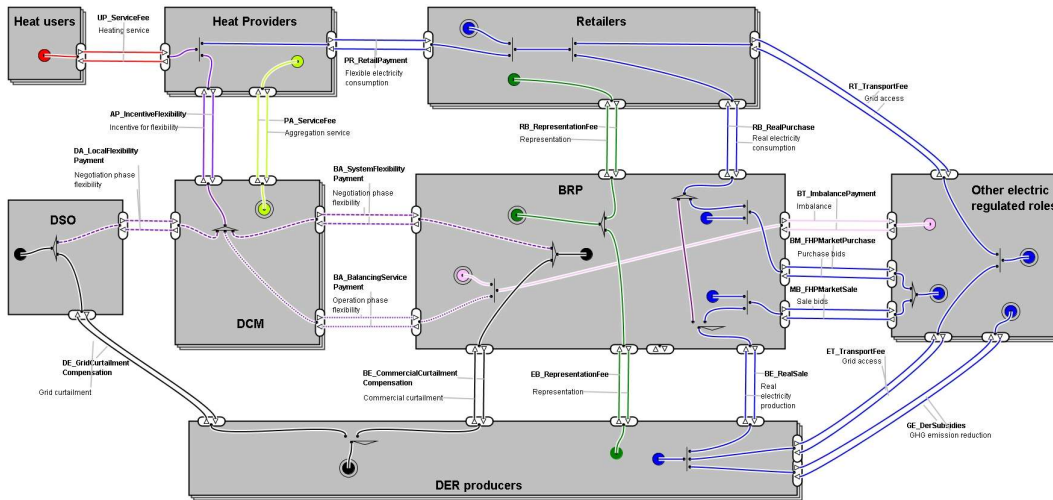 Heat users
UP_ServiceFee
Heating service
Heat Providers
PR_RetailPayment
Flexible electricity
consumption
Retailers
RT_TransportFee
Grid access
AP_IncentiveFlexibility
Incentive for flexibility
PA_ServiceFee
Aggregation service
RB_RepresentationFee
Representation
RB_RealPurchase
Real electricity
consumption
DA_LocalFlexibility
Payment
Negotiation phase
flexibility
BA_SystemFlexibility
Payment
Negotiation phase
flexibility
DSO
DCM
BRP
BT_ImbalancePayment
Imbalance
Other electric
regulated roles
BM_FHPMarketPurchase
Purchase bids
BA_BalancingService
Payment
Operation phase
flexibility
MB_FHPMarketSale
Sale bids
DE_GridCurtailment
Compensation
Grid curtailment
BE_CommercialCurtailment
Compensation
Commercial curtailment
EB_RepresentationFee
Representation
BE_RealSale
Real
electricity
production
ET_TransportFee
Grid access
GE_DerSubsidies
GHG emission reduction
DER producers